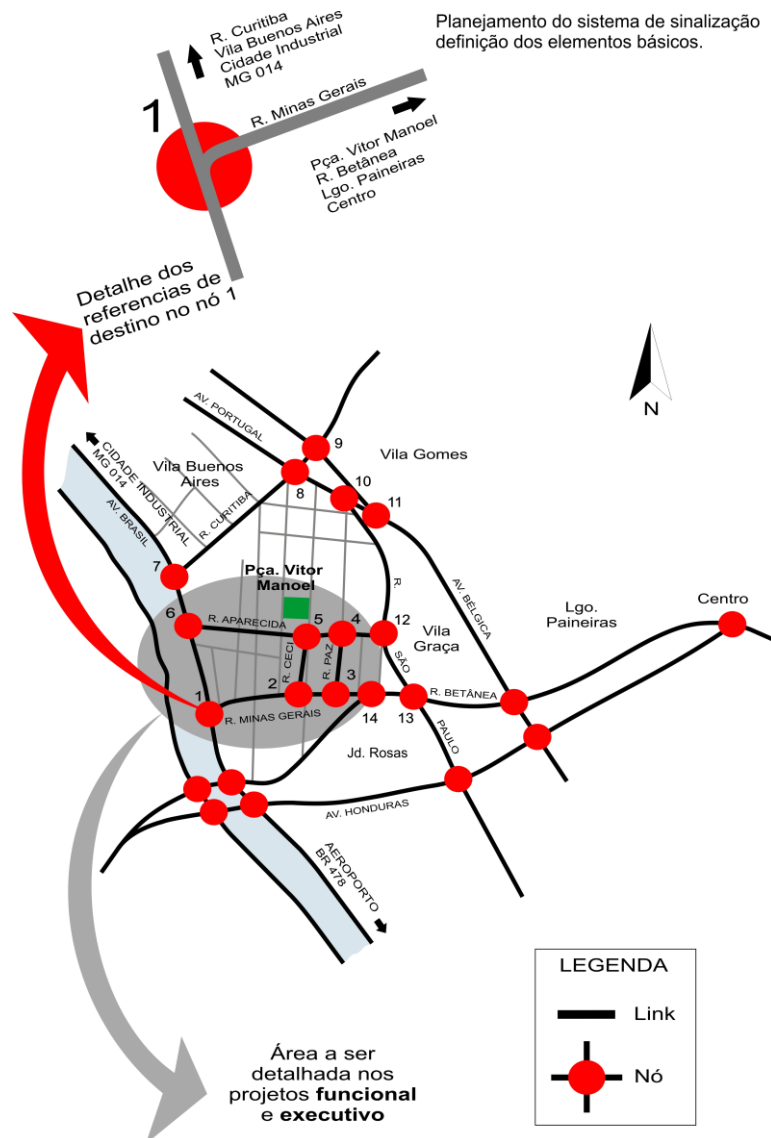 R. Curitiba
Vila Buenos Aires
Cidade Industrial
MG 014
Planejamento do sistema de sinalização
definição dos elementos básicos.
1
R. Minas Gerais
Pça. Vitor Manoel
R. Betânea
Lgo. Paineiras
Centro
Detalhe dos
referencias de
destino no nó 1
N
AV. PORTUGAL
9
Vila Gomes
CIDADE INDUSTRIAL
MG 014
Vila Buenos
Aires
8
10
11
AV. BRASIL
R. CURITIBA
7
Pça. Vitor
Manoel
R.
SÃO
PAULO
AV. BÉLGICA
Lgo.
Paineiras
Centro
6
R. APARECIDA
5
4
12
Vila
Graça
R. CECI
R. PAZ
1
2
3
R. MINAS GERAIS
14
13
R. BETÂNEA
Jd. Rosas
AV. HONDURAS
AEROPORTO
BR 478
LEGENDA
Link
Nó
Área a ser
detalhada nos
projetos funcional
e executivo